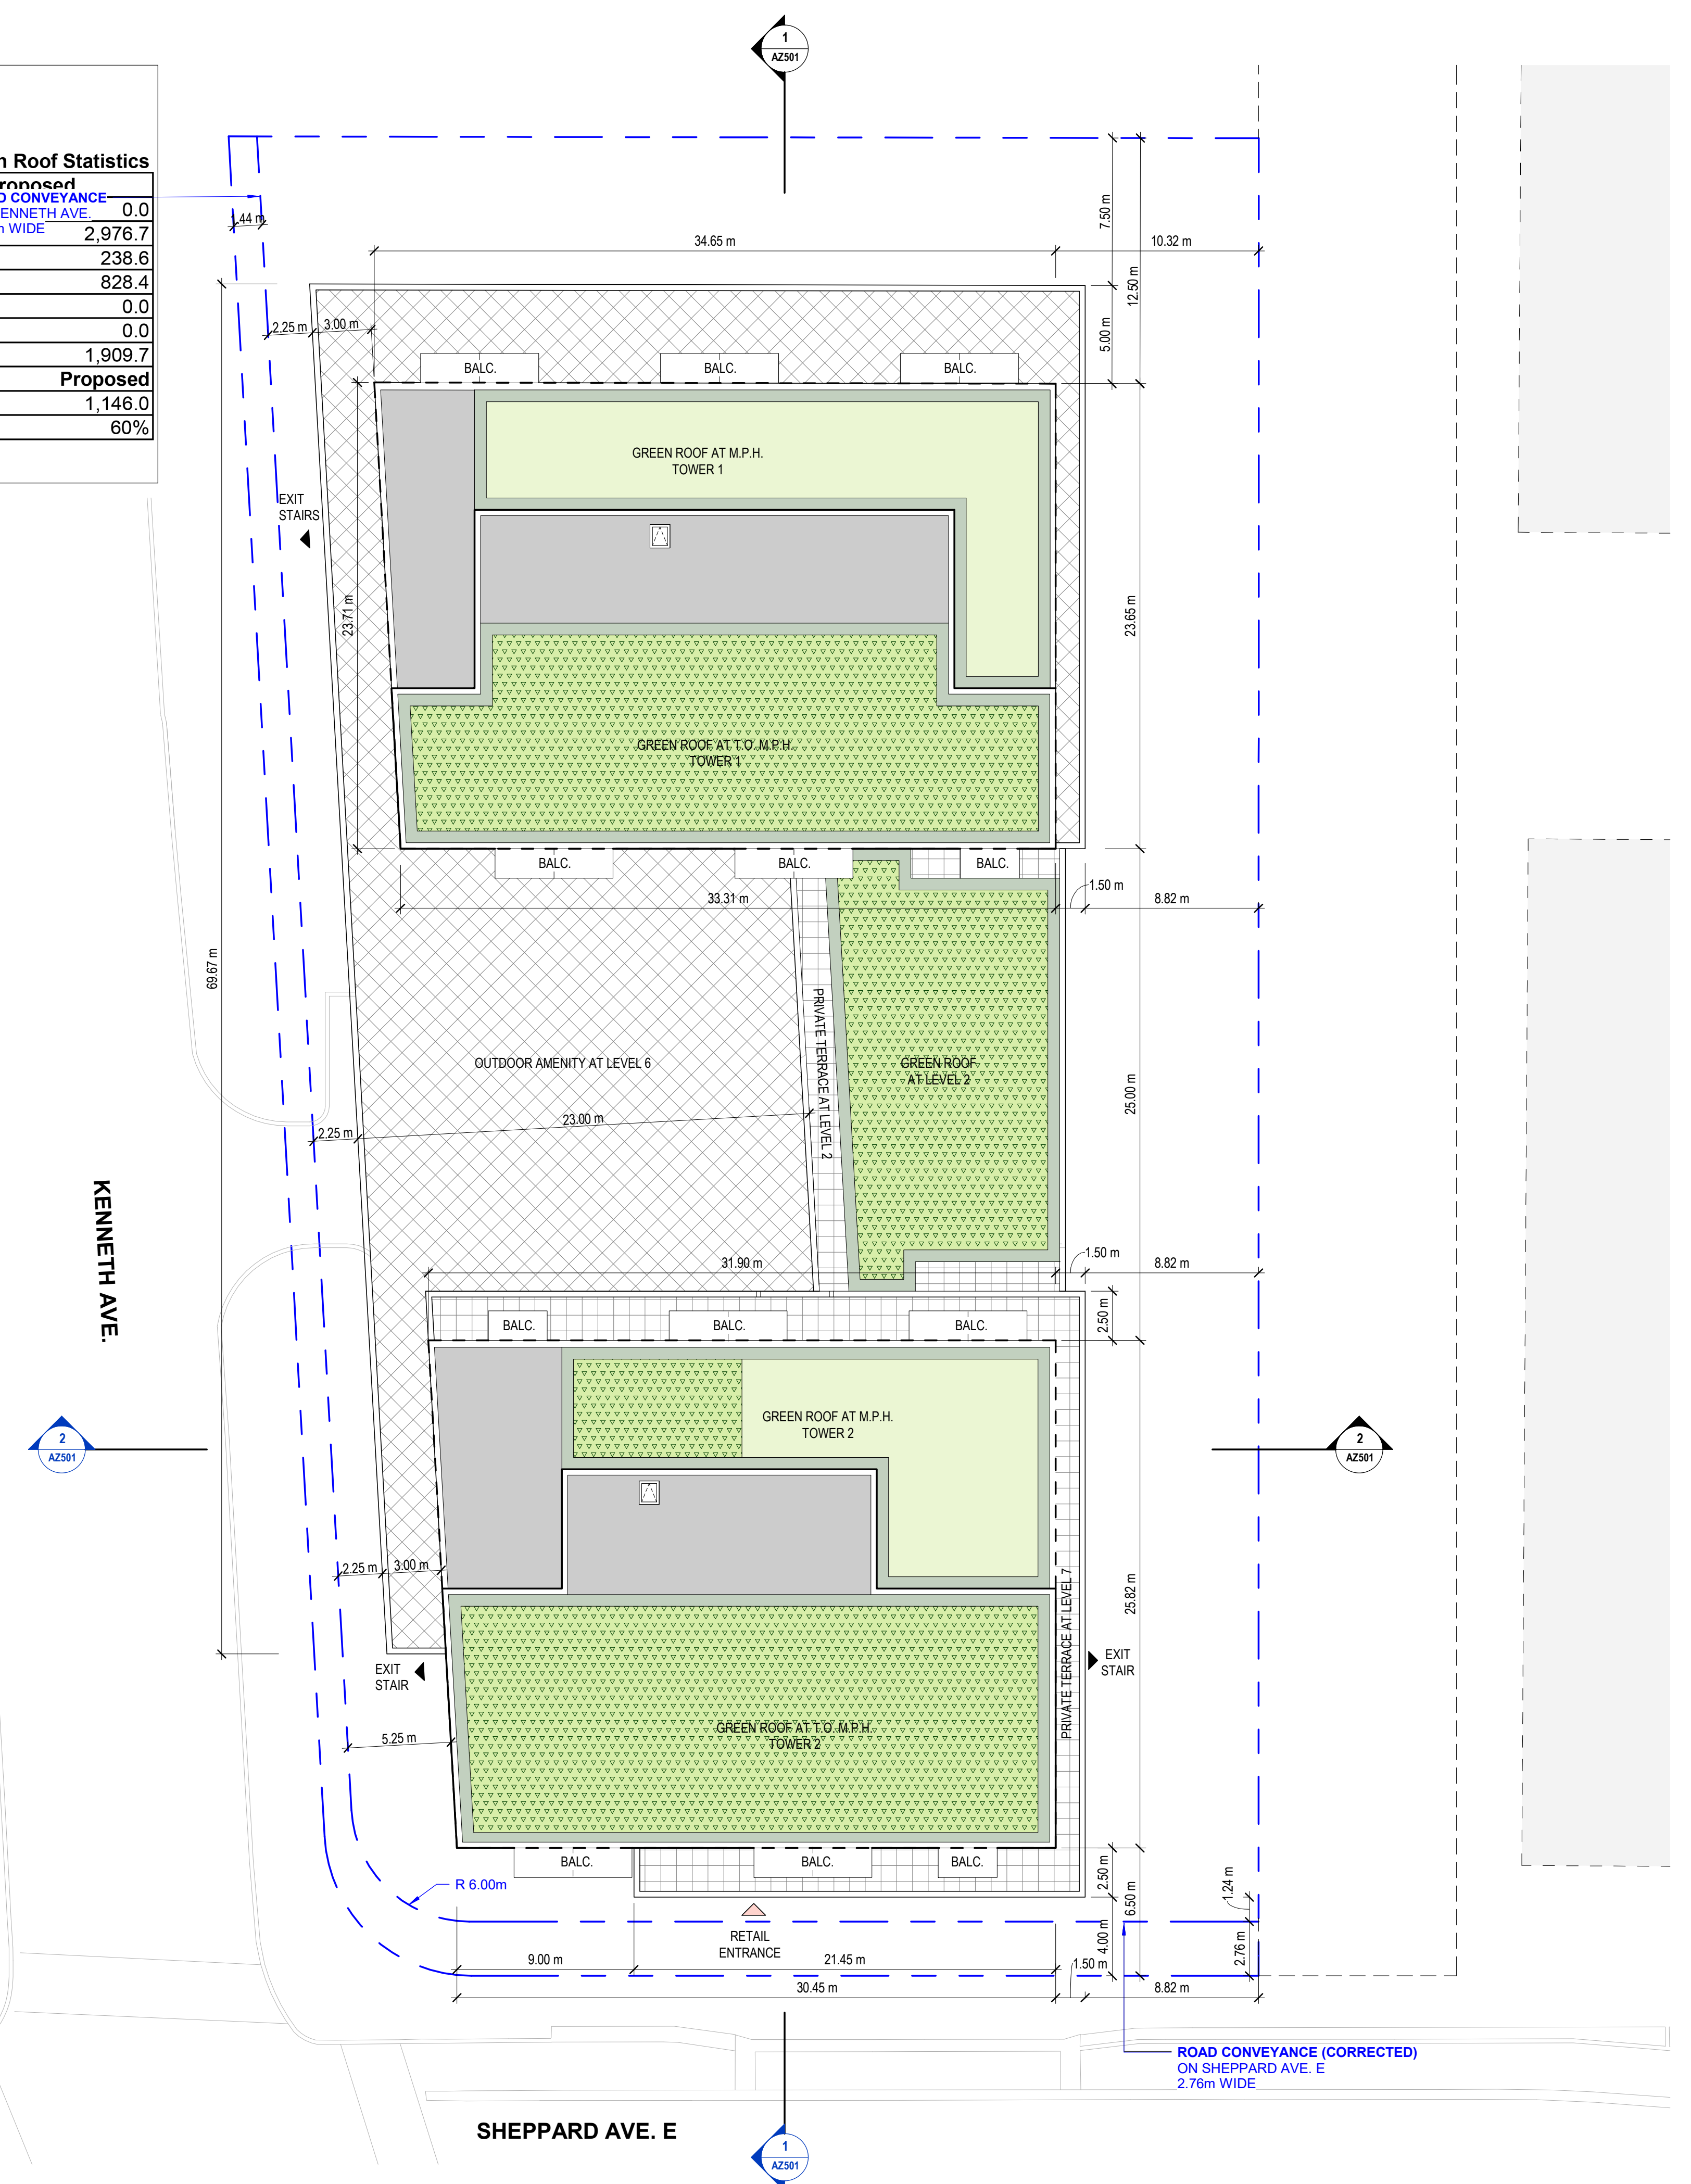 1
AZ501
n Roof Statistics
roposed
D CONVEYANCE
ENNETH AVE.
m WIDE
0.0
2,976.7
238.6
828.4
0.0
0.0
1,909.7
Proposed
1,146.0
60%
1.44 m
7.50 m
34.65 m
10.32 m
12.50 m
2.25 m
3.00 m
5.00 m
BALC.
BALC.
BALC.
GREEN ROOF AT M.P.H.
TOWER 1
EXIT
STAIRS
23.71 m
23.65 m
GREEN ROOF AT T.O. M.P.H.
TOWER 1
BALC.
BALC.
BALC.
1.50 m
33.31 m
8.82 m
69.67 m
PRIVATE TERRACE AT LEVEL 2
OUTDOOR AMENITY AT LEVEL 6
GREEN ROOF
AT LEVEL 2
25.00 m
23.00 m
2.25 m
KENNETH AVE.
1.50 m
31.90 m
8.82 m
2.50 m
BALC.
BALC.
BALC.
GREEN ROOF AT M.P.H.
TOWER 2
2
AZ501
2
AZ501
2.25 m
3.00 m
25.82 m
PRIVATE TERRACE AT LEVEL 7
EXIT
STAIR
EXIT
STAIR
GREEN ROOF AT T.O. M.P.H.
TOWER 2
5.25 m
BALC.
BALC.
BALC.
2.50 m
R 6.00m
6.50 m
1.24 m
RETAIL
ENTRANCE
4.00 m
2.76 m
9.00 m
21.45 m
1.50 m
30.45 m
8.82 m
ROAD CONVEYANCE (CORRECTED)
ON SHEPPARD AVE. E
2.76m WIDE
SHEPPARD AVE. E
1
AZ501